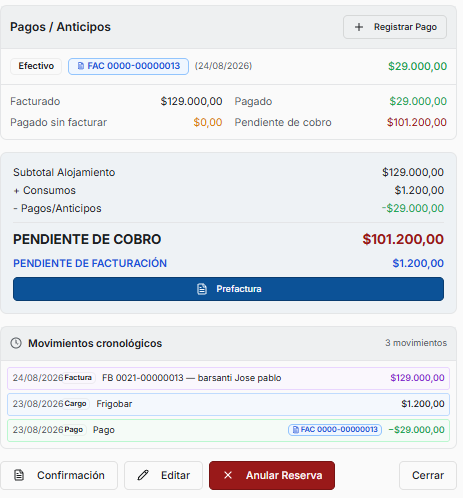 Pagos / Anticipos
Registrar Pago
Efectivo FAC 0000-00000013 (24/08/2026) $29.000,00
Facturado $129.000,00 Pagado $29.000,00
Pagado sin facturar $0,00 Pendiente de cobro $101.200,00
Subtotal Alojamiento $129.000,00
+ Consumos $1.200,00
- Pagos/Anticipos -$29.000,00
PENDIENTE DE COBRO $101.200,00
PENDIENTE DE FACTURACIÓN $1.200,00
Prefactura
Movimientos cronológicos 3 movimientos
24/08/2026 Factura FB 0021-00000013 — barsanti Jose pablo $129.000,00
23/08/2026 Cargo Frigobar $1.200,00
23/08/2026 Pago Pago FAC 0000-00000013 -$29.000,00
Confirmación Editar Anular Reserva Cerrar